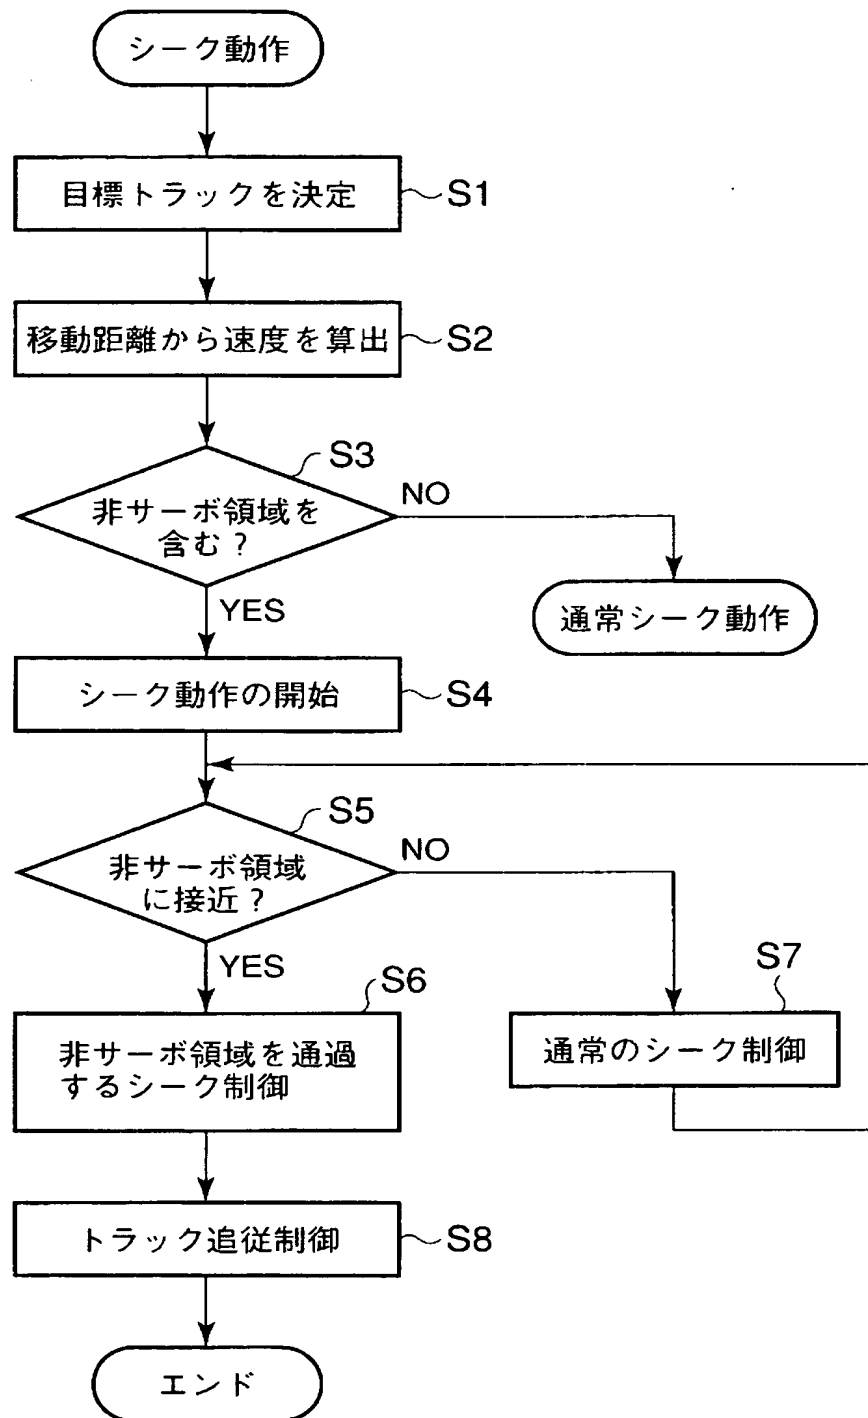 シーク動作
目標トラックを決定
S1
移動距離から速度を算出
S2
S3
非サーボ領域を
含む？
NO
YES
通常シーク動作
シーク動作の開始
S4
S5
非サーボ領域
に接近？
NO
YES
S6
非サーボ領域を通過
するシーク制御
S7
通常のシーク制御
トラック追従制御
S8
エンド